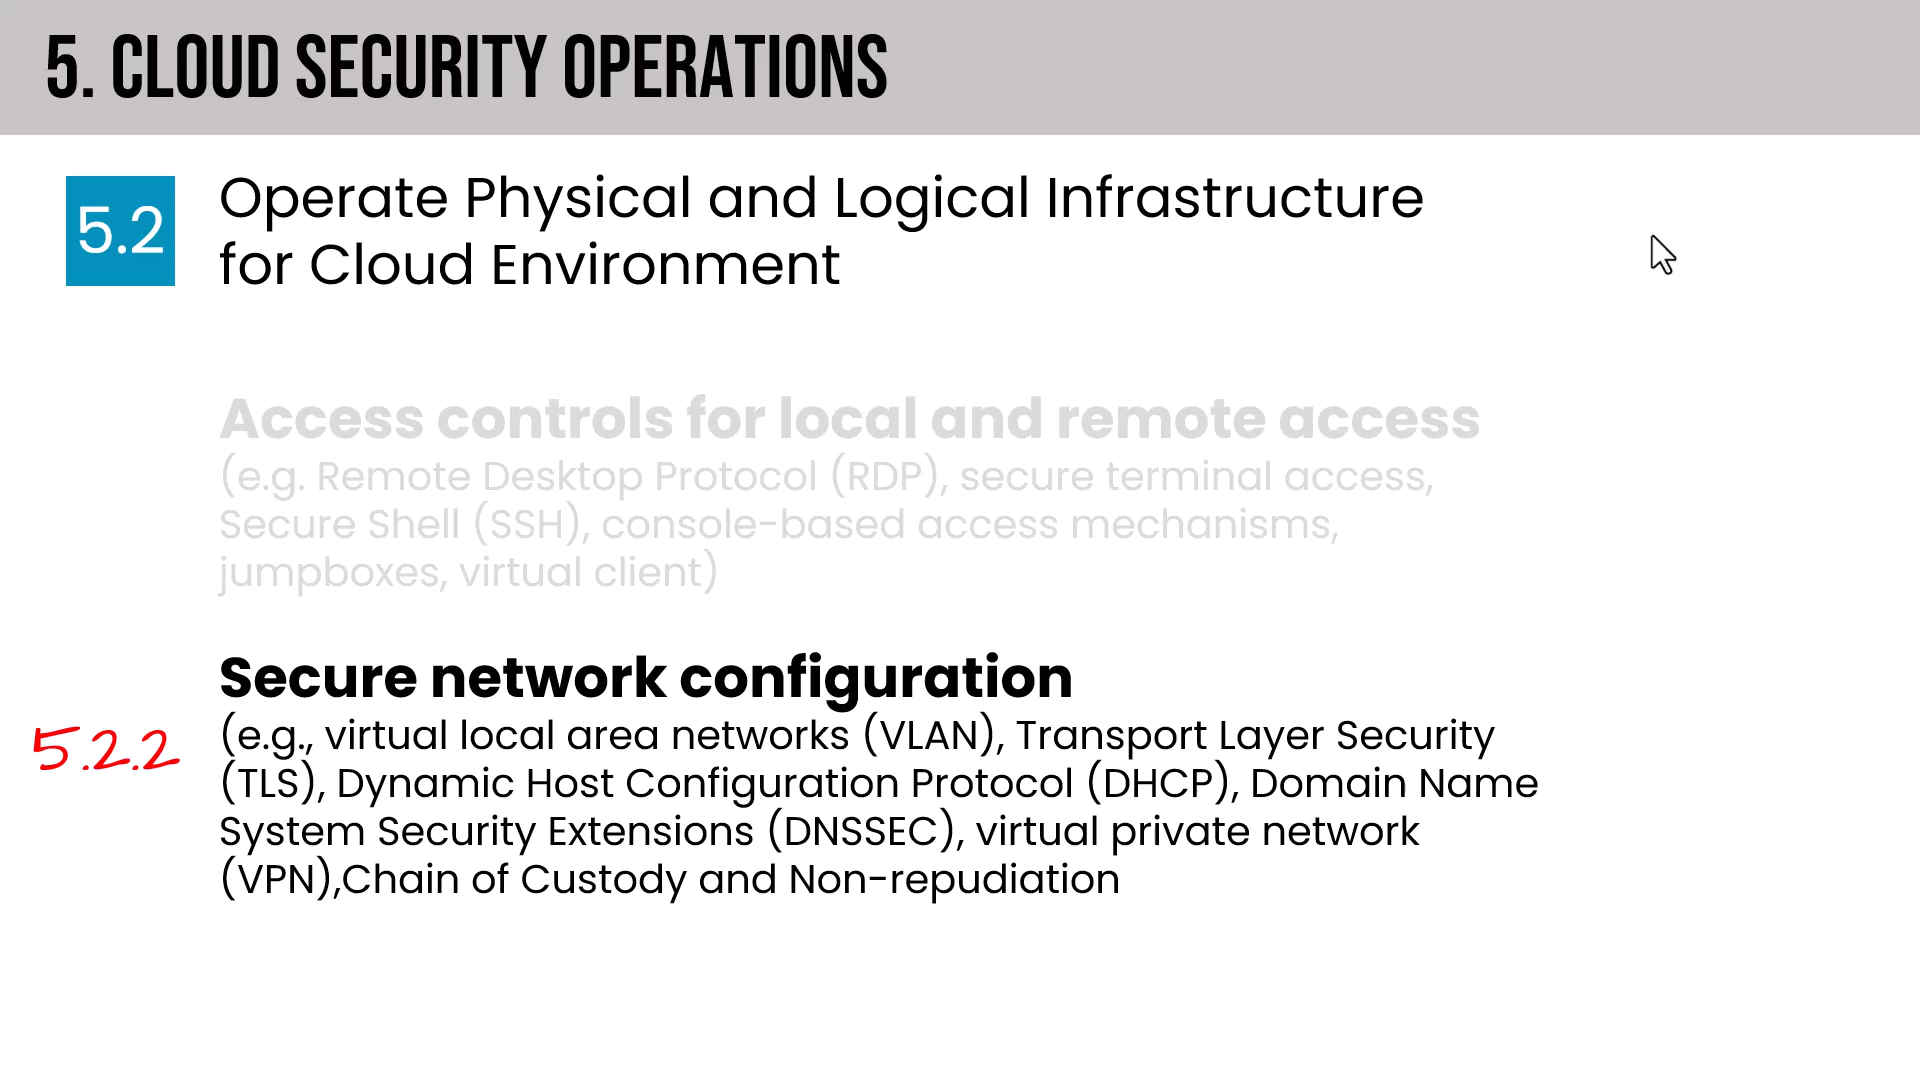 5. CLOUD SECURITY OPERATIONS
5.2
Operate Physical and Logical Infrastructure
for Cloud Environment
Access controls for local and remote access
(e.g. Remote Desktop Protocol (RDP), secure terminal access,
Secure Shell (SSH), console-based access mechanisms,
jumpboxes, virtual client)
Secure network configuration
5.2.2
(e.g., virtual local area networks (VLAN), Transport Layer Security
(TLS), Dynamic Host Configuration Protocol (DHCP), Domain Name
System Security Extensions (DNSSEC), virtual private network
(VPN),Chain of Custody and Non-repudiation